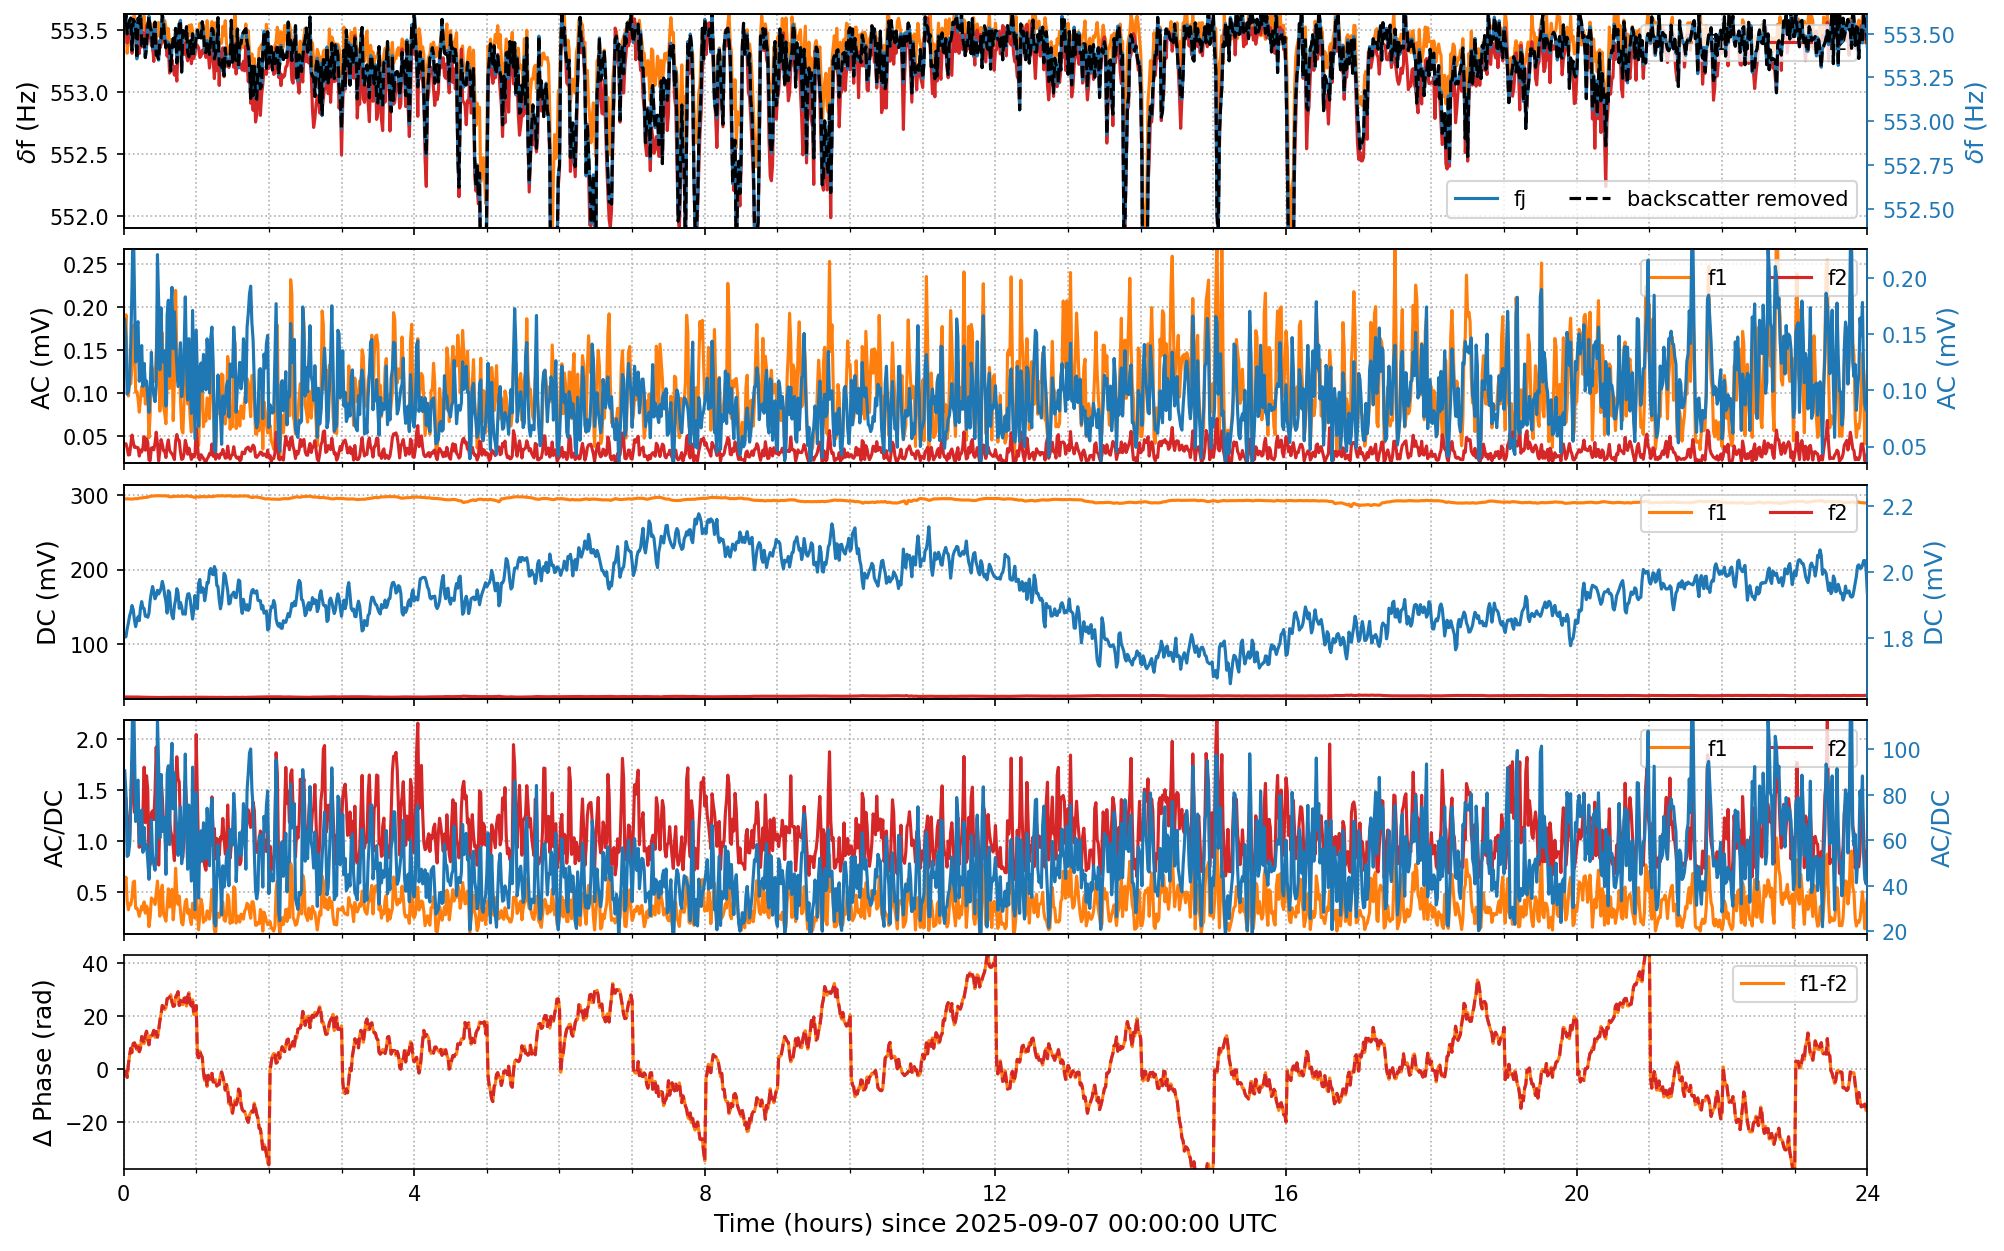 553.5
553.0
552.5
552.0
δf (Hz)
553.50
553.25
553.00
552.75
552.50
δf (Hz)
fj
backscatter removed
0.25
0.20
0.15
0.10
0.05
AC (mV)
f1
f2
0.20
0.15
0.10
0.05
AC (mV)
300
200
100
DC (mV)
f1
f2
2.2
2.0
1.8
DC (mV)
2.0
1.5
1.0
0.5
AC/DC
f1
f2
100
80
60
40
20
AC/DC
40
20
0
−20
Δ Phase (rad)
f1-f2
0
4
8
12
16
20
24
Time (hours) since 2025-09-07 00:00:00 UTC